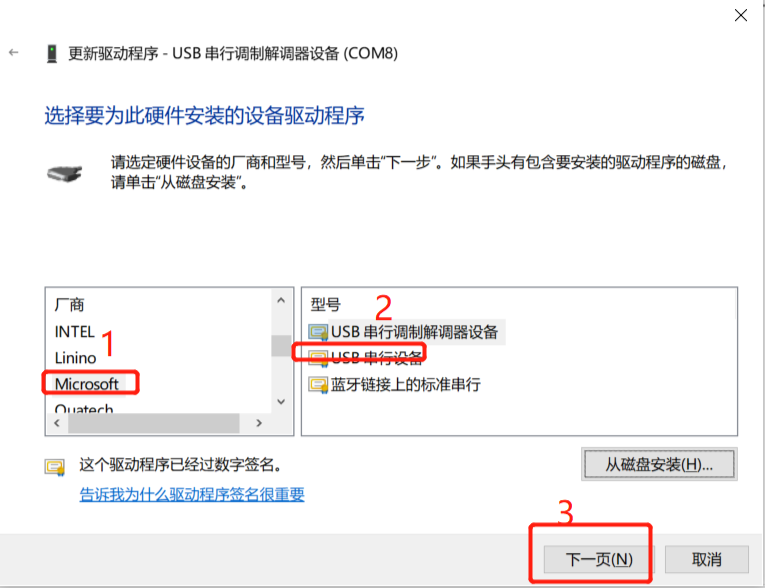 更新驱动程序 - USB 串行调制解调器设备 (COM8)
选择要为此硬件安装的设备驱动程序
请选定硬件设备的厂商和型号，然后单击“下一步”。如果手头有包含要安装的驱动程序的磁盘，
请单击“从磁盘安装”。
厂商
INTEL
1
Linino
Microsoft
Quatech
型号
2
USB 串行调制解调器设备
USB 串行设备
蓝牙链接上的标准串行
这个驱动程序已经过数字签名。
告诉我为什么驱动程序签名很重要
从磁盘安装(H)...
3
下一页(N)
取消